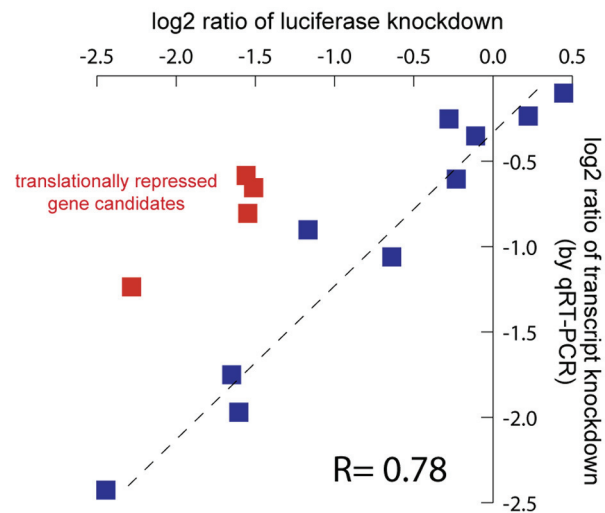 log2 ratio of luciferase knockdown
-2.5 -2.0 -1.5 -1.0 -0.5 0.0 0.5
translationally repressed
gene candidates
-0.5
-1.0
-1.5
-2.0
-2.5
log2 ratio of transcript knockdown
(by qRT-PCR)
R= 0.78